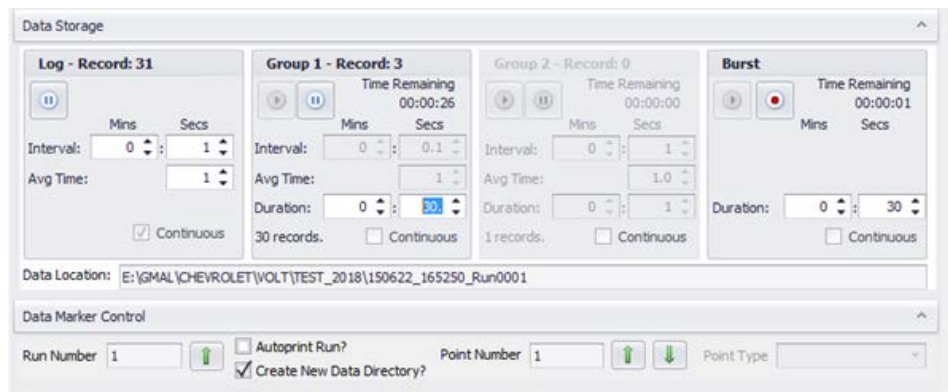 Data Storage
Log - Record: 31
Mins Secs
Interval: 0 : 1
Avg Time: 1
Continuous
Group 1 - Record: 3
Time Remaining
00:00:26
Mins Secs
Interval: 0 : 0.1
Avg Time: 1
Duration: 0 : 30.
30 records. Continuous
Group 2 - Record: 0
Time Remaining
00:00:00
Mins Secs
Interval: 0 : 1
Avg Time: 1.0
Duration: 0 : 1
1 records. Continuous
Burst
Time Remaining
00:00:01
Mins Secs
Duration: 0 : 30
Continuous
Data Location: E:\GMAL\CHEVROLET\VOLT\TEST_2018\150622_165250_Run0001
Data Marker Control
Run Number 1
Autoprint Run?
Create New Data Directory?
Point Number 1
Point Type